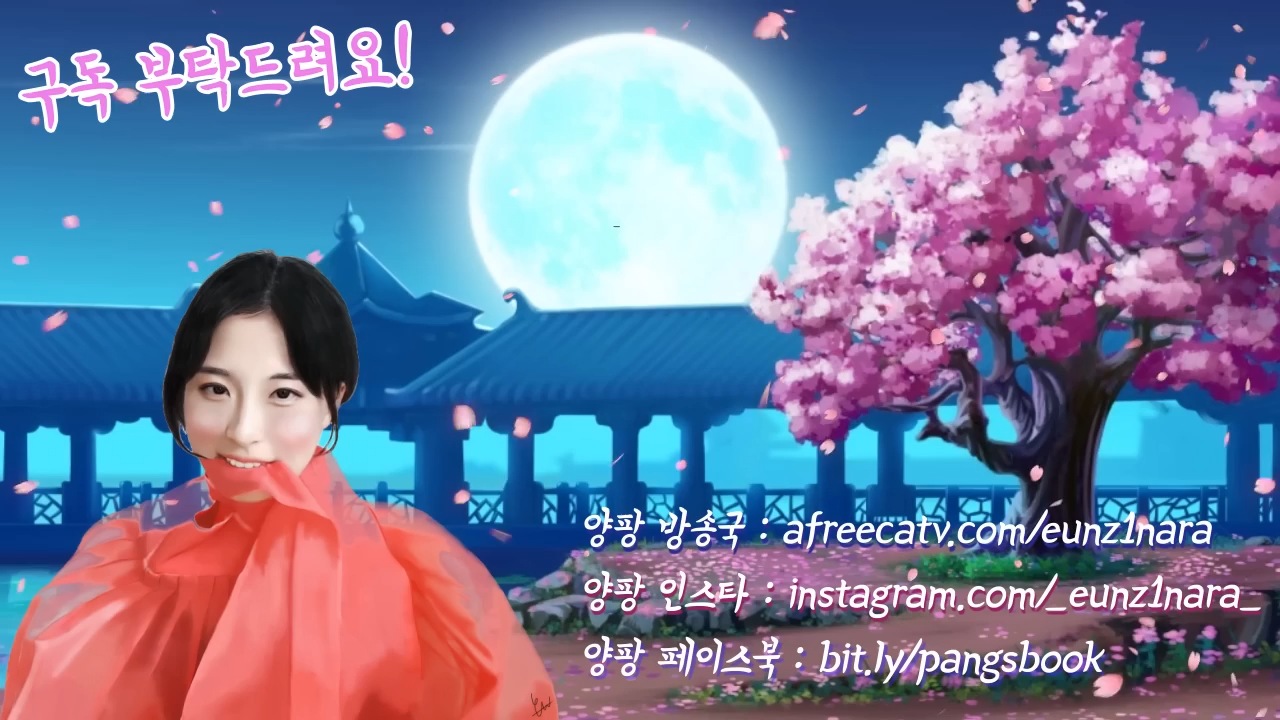 구독 부탁드려요!
양팡 방송국 : afreecatv.com/eunz1nara
양팡 인스타 : instagram.com/_eunz1nara_
양팡 페이스북 : bit.ly/pangsbook